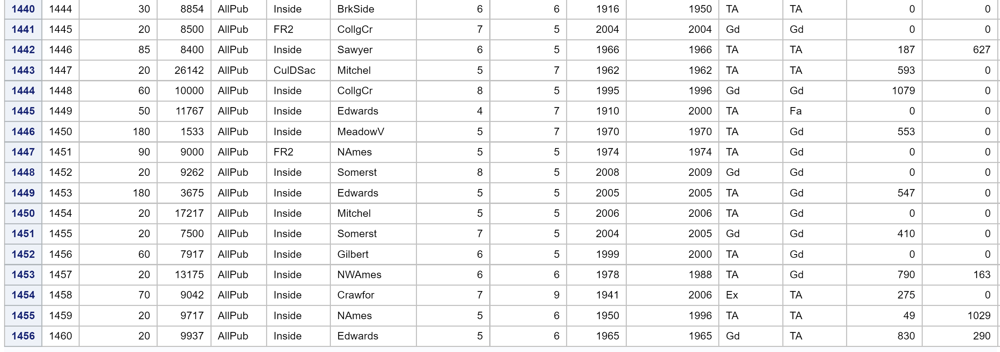 1440 1444 30 8854 AllPub Inside BrkSide 6 6 1916 1950 TA TA 0 0
1441 1445 20 8500 AllPub FR2 CollgCr 7 5 2004 2004 Gd Gd 0 0
1442 1446 85 8400 AllPub Inside Sawyer 6 5 1966 1966 TA TA 187 627
1443 1447 20 26142 AllPub CulDSac Mitchel 5 7 1962 1962 TA TA 593 0
1444 1448 60 10000 AllPub Inside CollgCr 8 5 1995 1996 Gd Gd 1079 0
1445 1449 50 11767 AllPub Inside Edwards 4 7 1910 2000 TA Fa 0 0
1446 1450 180 1533 AllPub Inside MeadowV 5 7 1970 1970 TA Gd 553 0
1447 1451 90 9000 AllPub FR2 NAmes 5 5 1974 1974 TA Gd 0 0
1448 1452 20 9262 AllPub Inside Somerst 8 5 2008 2009 Gd Gd 0 0
1449 1453 180 3675 AllPub Inside Edwards 5 5 2005 2005 TA Gd 547 0
1450 1454 20 17217 AllPub Inside Mitchel 5 5 2006 2006 TA Gd 0 0
1451 1455 20 7500 AllPub Inside Somerst 7 5 2004 2005 Gd Gd 410 0
1452 1456 60 7917 AllPub Inside Gilbert 6 5 1999 2000 TA Gd 0 0
1453 1457 20 13175 AllPub Inside NWAmes 6 6 1978 1988 TA Gd 790 163
1454 1458 70 9042 AllPub Inside Crawfor 7 9 1941 2006 Ex TA 275 0
1455 1459 20 9717 AllPub Inside NAmes 5 6 1950 1996 TA TA 49 1029
1456 1460 20 9937 AllPub Inside Edwards 5 6 1965 1965 Gd TA 830 290